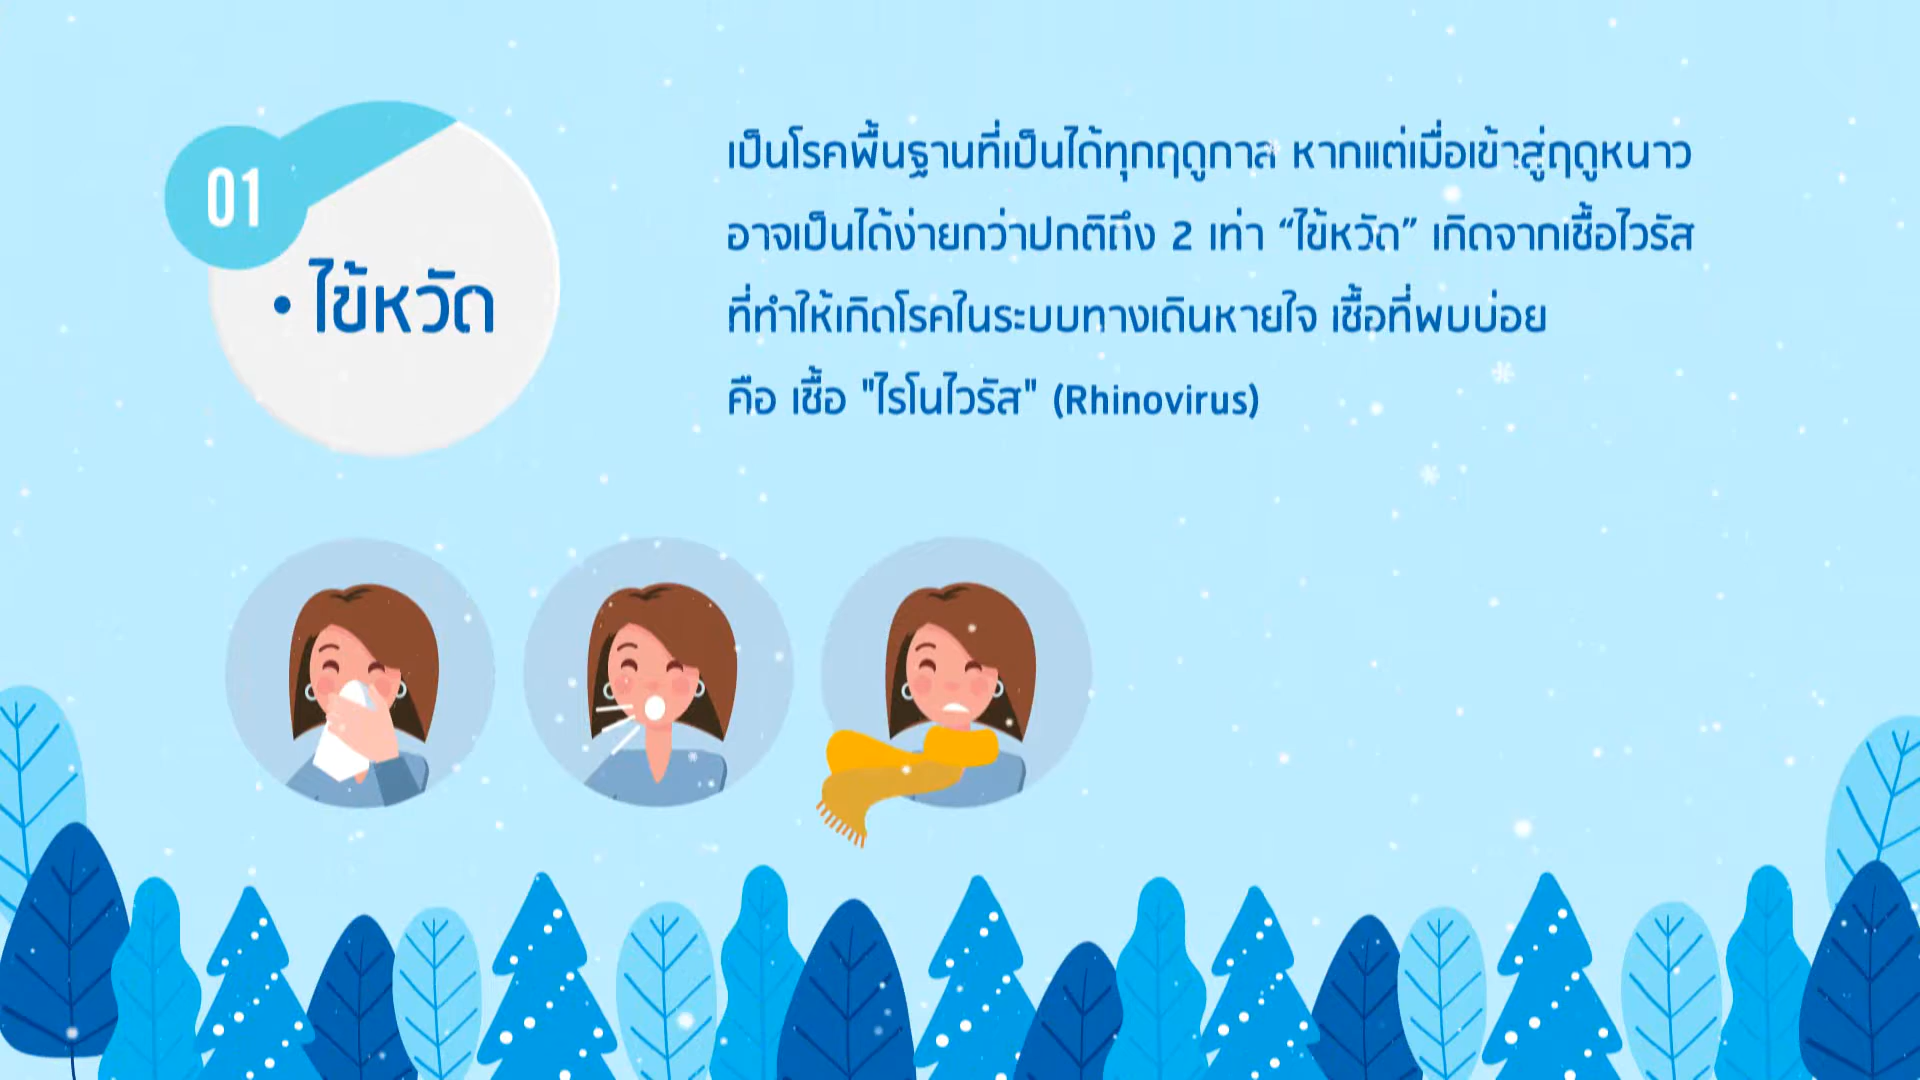 01
• ไข้หวัด
เป็นโรคพื้นฐานที่เป็นได้ทุกฤดูกาล หากแต่เมื่อเข้าสู่ฤดูหนาว
อาจเป็นได้ง่ายกว่าปกติถึง 2 เท่า “ไข้หวัด” เกิดจากเชื้อไวรัส
ที่ทำให้เกิดโรคในระบบทางเดินหายใจ เชื้อที่พบบ่อย
คือ เชื้อ "ไรโนไวรัส" (Rhinovirus)